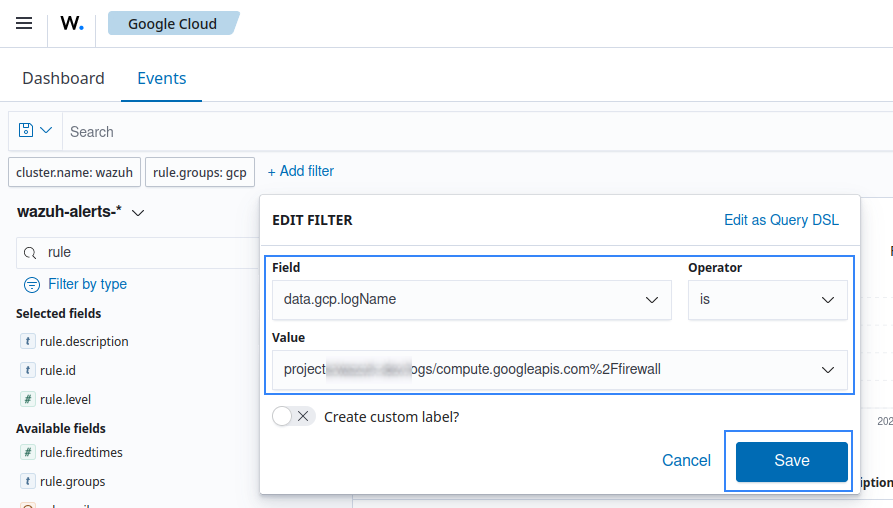 W. Google Cloud
Dashboard Events
Search
cluster.name: wazuh rule.groups: gcp + Add filter
wazuh-alerts-*
rule
Filter by type
Selected fields
t rule.description
t rule.id
# rule.level
Available fields
# rule.firedtimes
t rule.groups
EDIT FILTER Edit as Query DSL
Field Operator
data.gcp.logName is
Value
project ogs/compute.googleapis.com%2Ffirewall
Create custom label?
Cancel Save
202
iption